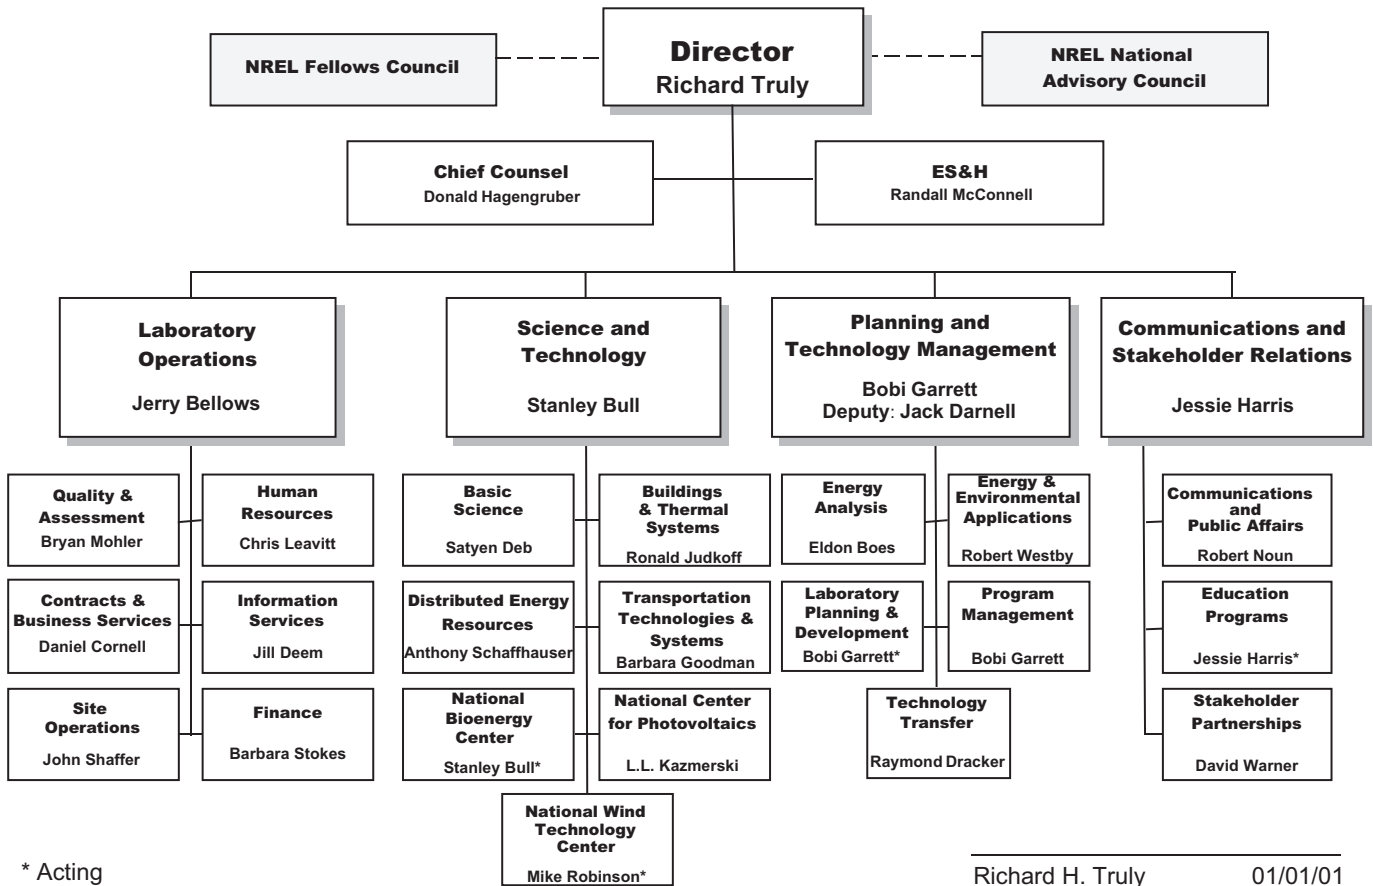 Director
Richard Truly
NREL Fellows Council
NREL National
Advisory Council
Chief Counsel
Donald Hagengruber
ES&H
Randall McConnell
Laboratory
Operations
Jerry Bellows
Science and
Technology
Stanley Bull
Planning and
Technology Management
Bobi Garrett
Deputy: Jack Darnell
Communications and
Stakeholder Relations
Jessie Harris
Quality &
Assessment
Bryan Mohler
Human
Resources
Chris Leavitt
Basic
Science
Satyen Deb
Buildings
& Thermal
Systems
Ronald Judkoff
Energy
Analysis
Eldon Boes
Energy &
Environmental
Applications
Robert Westby
Communications
and
Public Affairs
Robert Noun
Contracts &
Business Services
Daniel Cornell
Information
Services
Jill Deem
Distributed Energy
Resources
Anthony Schaffhauser
Transportation
Technologies &
Systems
Barbara Goodman
Laboratory
Planning &
Development
Bobi Garrett*
Program
Management
Bobi Garrett
Education
Programs
Jessie Harris*
Site
Operations
John Shaffer
Finance
Barbara Stokes
National
Bioenergy
Center
Stanley Bull*
National Center
for Photovoltaics
L.L. Kazmerski
Technology
Transfer
Raymond Dracker
Stakeholder
Partnerships
David Warner
National Wind
Technology
Center
Mike Robinson*
* Acting
Richard H. Truly 01/01/01